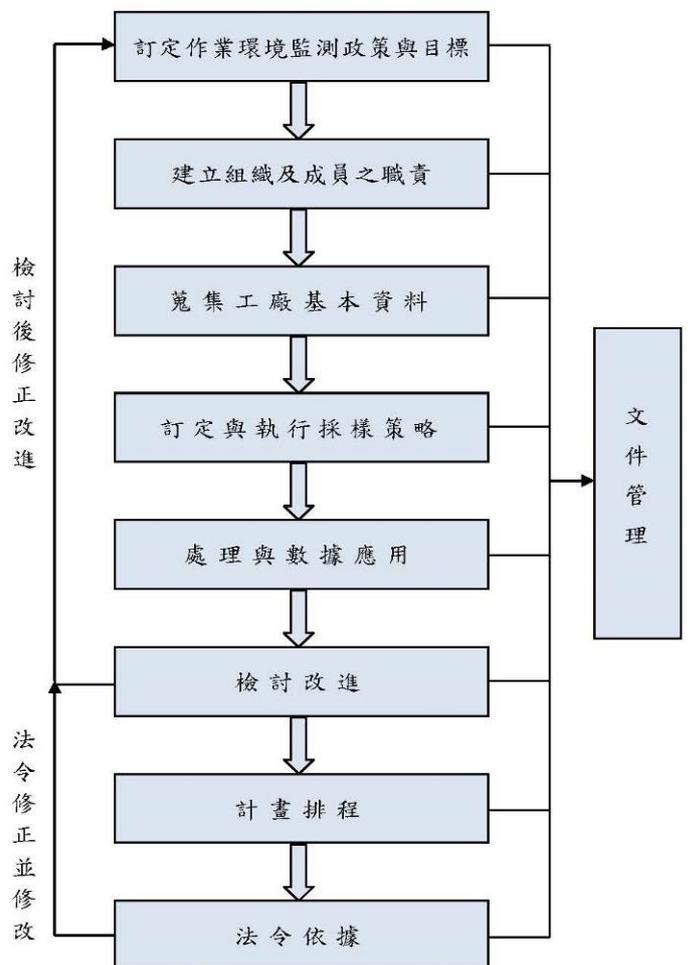 訂定作業環境監測政策與目標
建立組織及成員之職責
蒐集工廠基本資料
訂定與執行採樣策略
處理與數據應用
檢討改進
計畫排程
法令依據
檢討後修正改進
法令修正並修改
文件管理